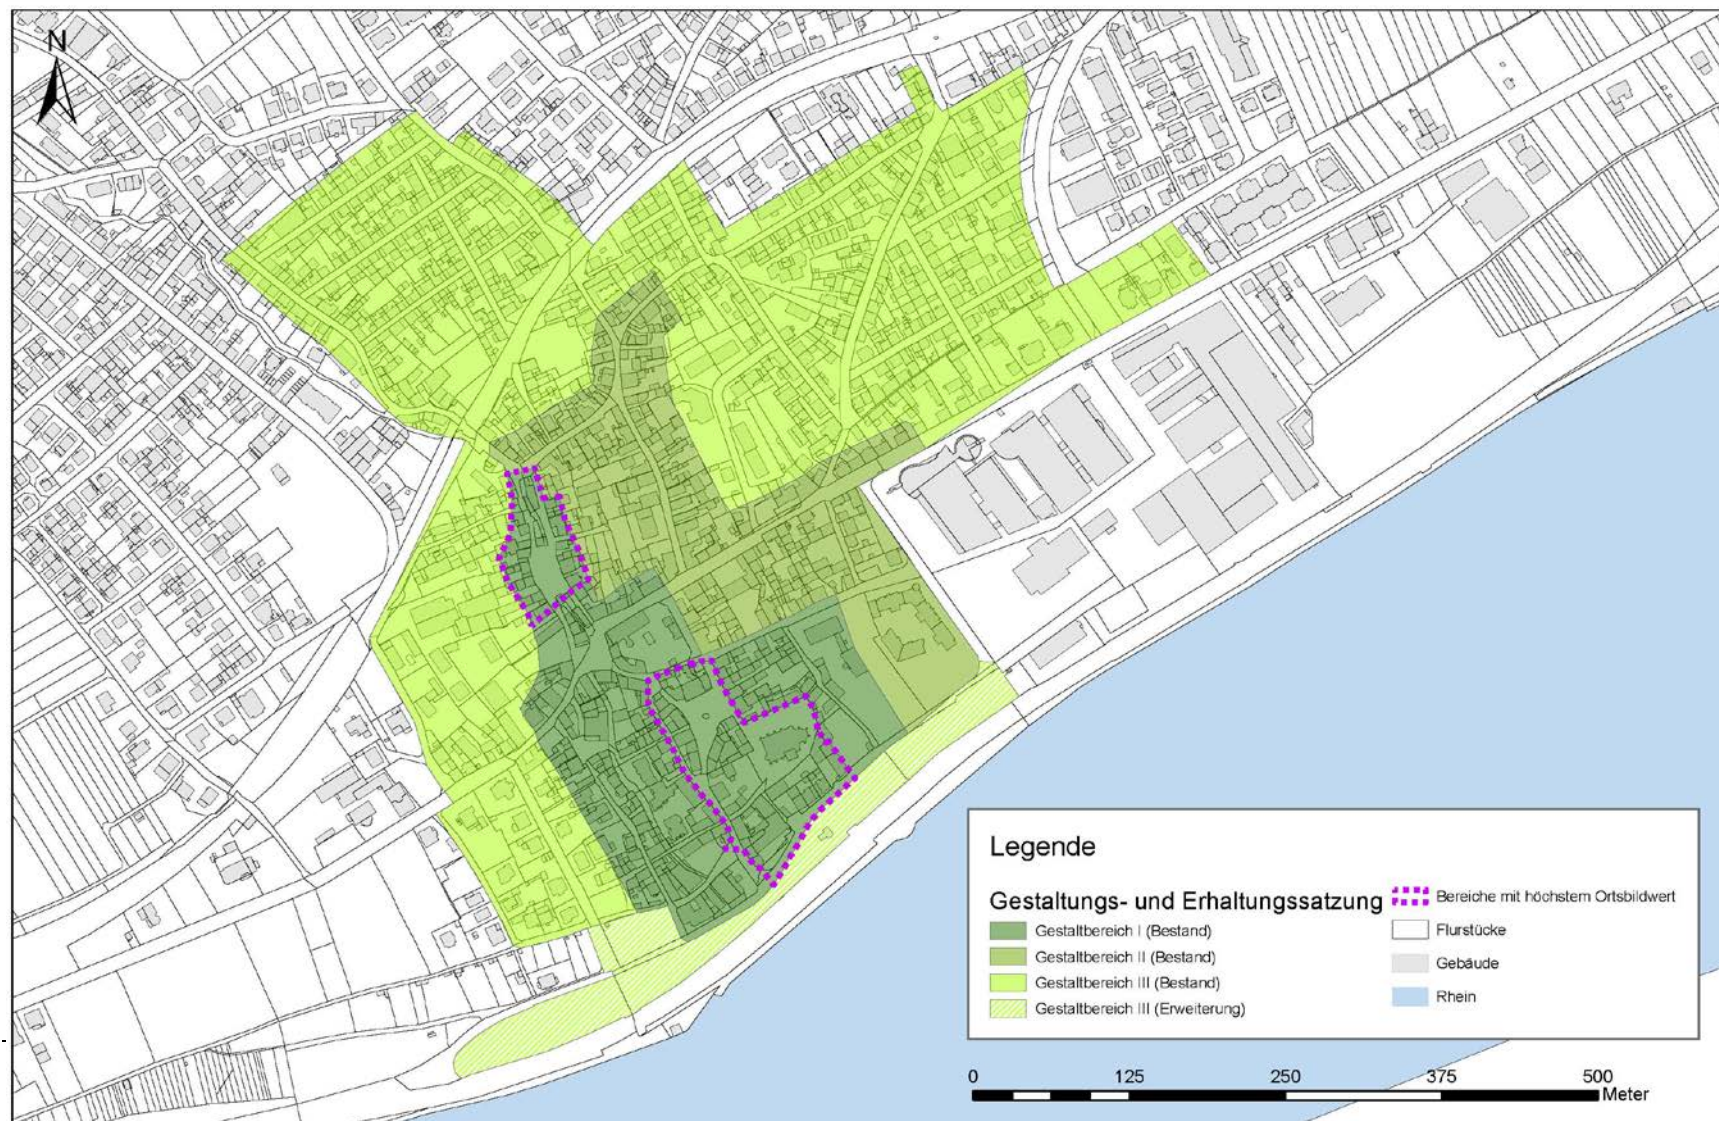 N
Legende
Gestaltungs- und Erhaltungssatzung
Gestaltbereich I (Bestand)
Gestaltbereich II (Bestand)
Gestaltbereich III (Bestand)
Gestaltbereich III (Erweiterung)
Bereiche mit höchstem Ortsbildwert
Flurstücke
Gebäude
Rhein
0 125 250 375 500
Meter